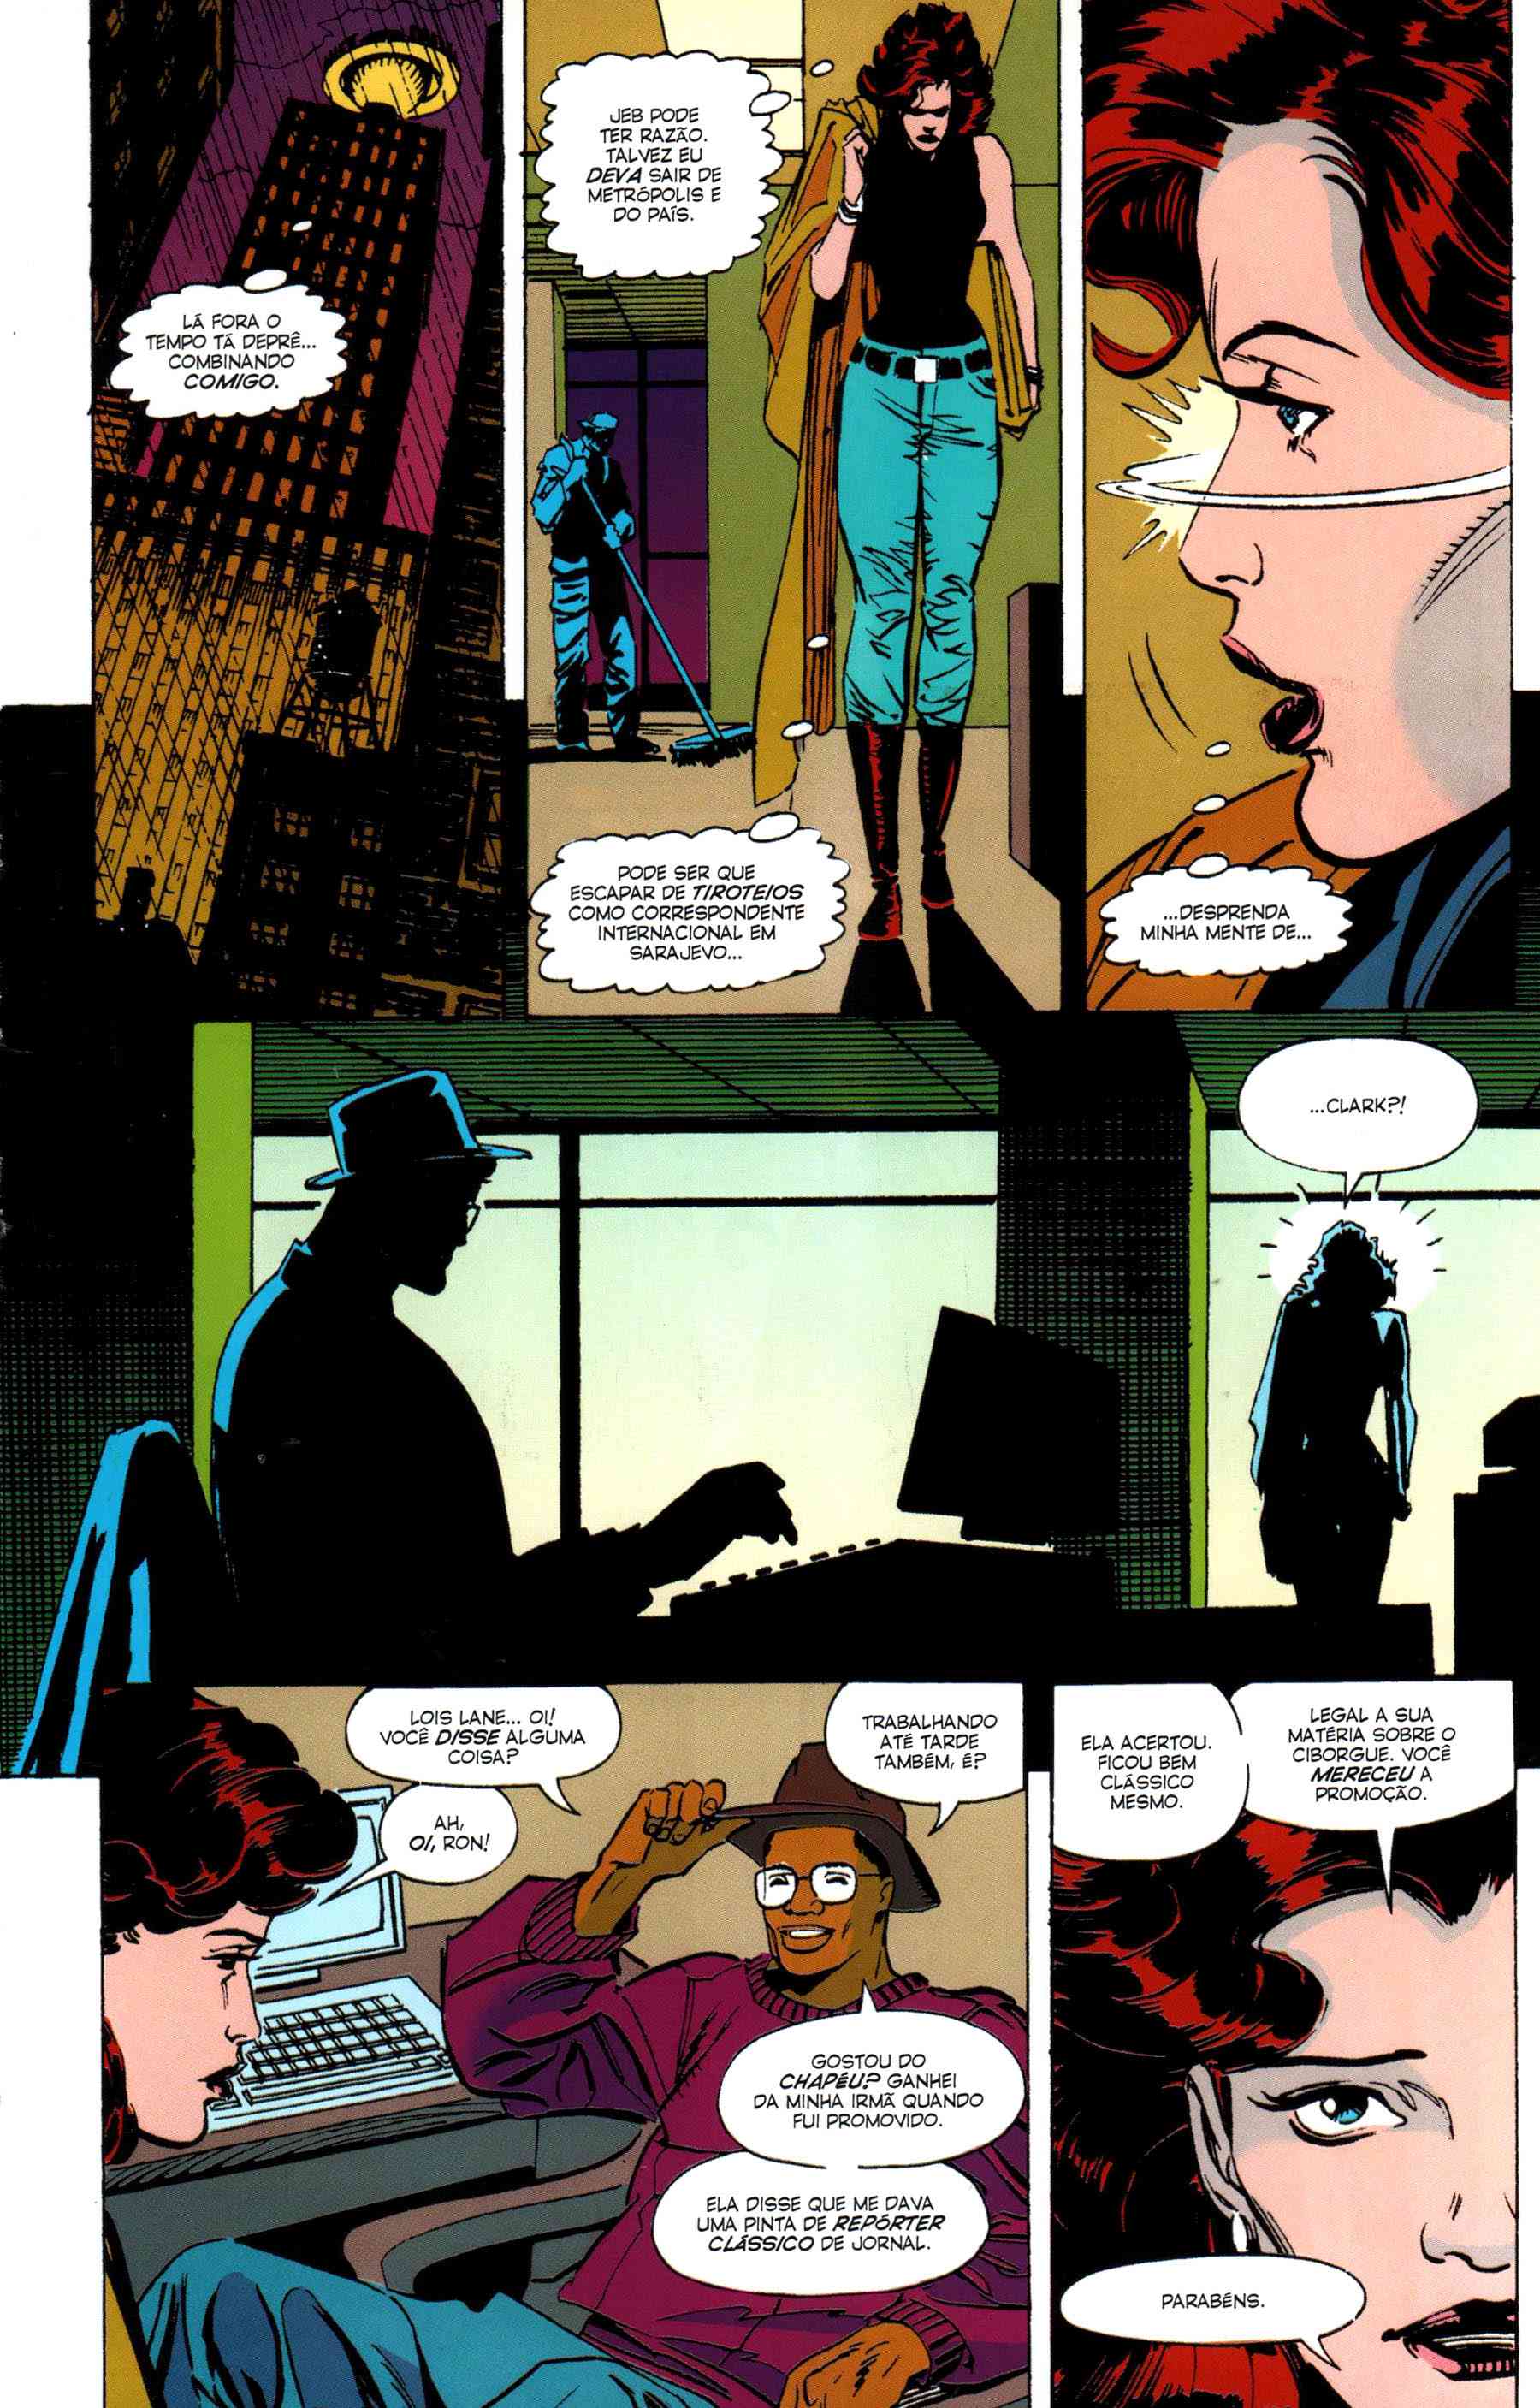 LÁ FORA O
TEMPO TÁ DEPRÊ...
COMBINANDO
COMIGO.
JEB PODE
TER RAZÃO.
TALVEZ EU
DEVA SAIR DE
METRÓPOLIS E
DO PAÍS.
PODE SER QUE
ESCAPAR DE TIROTEIOS
COMO CORRESPONDENTE
INTERNACIONAL EM
SARAJEVO...
...DESPRENDA
MINHA MENTE DE...
...CLARK?!
LOIS LANE... OI!
VOCÊ DISSE ALGUMA
COISA?
AH,
OI, RON!
TRABALHANDO
ATÉ TARDE
TAMBÉM, É?
GOSTOU DO
CHAPÉU? GANHEI
DA MINHA IRMÃ QUANDO
FUI PROMOVIDO.
ELA DISSE QUE ME DAVA
UMA PINTA DE REPÓRTER
CLÁSSICO DE JORNAL.
ELA ACERTOU.
FICOU BEM
CLÁSSICO
MESMO.
LEGAL A SUA
MATÉRIA SOBRE O
CIBORGUE. VOCÊ
MERECEU A
PROMOÇÃO.
PARABÉNS.